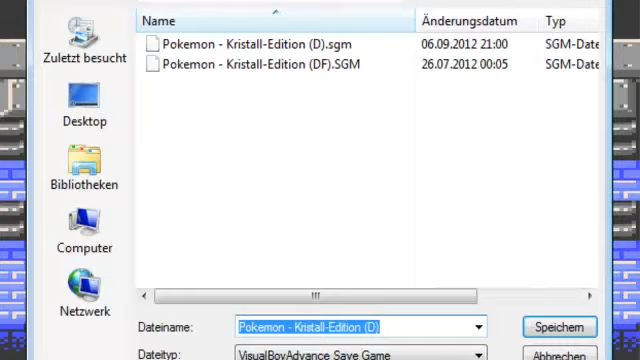 Name Änderungsdatum Typ
Pokemon - Kristall-Edition (D).sgm 06.09.2012 21:00 SGM-Date
Pokemon - Kristall-Edition (DF).SGM 26.07.2012 00:05 SGM-Date
Zuletzt besucht
Desktop
Bibliotheken
Computer
Netzwerk
Dateiname: Pokemon - Kristall-Edition (D) Speichern
Dateityp: VisualBoyAdvance Save Game Abbrechen